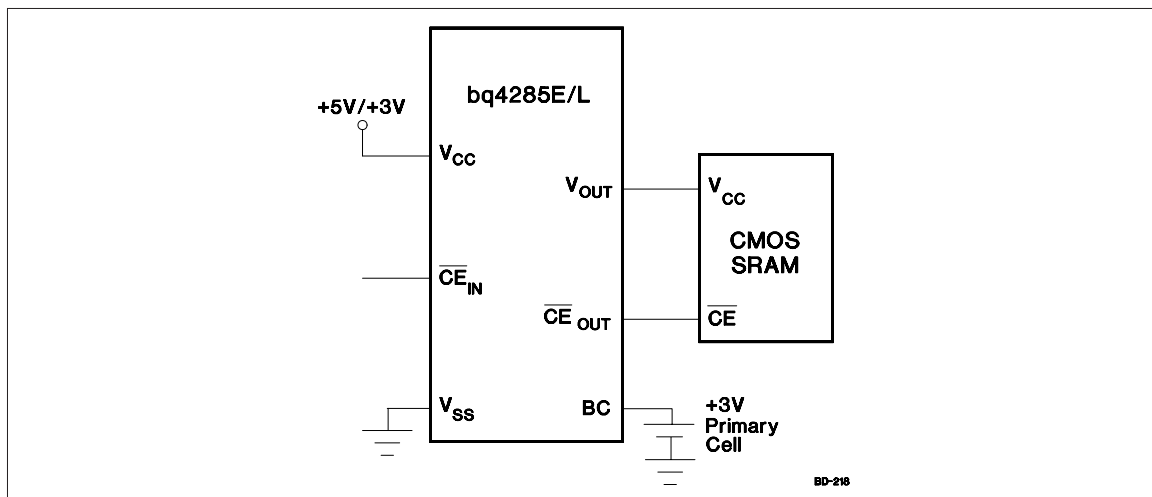 bq4285E/L
+5V/+3V
VCC
VOUT
VCC
CMOS
SRAM
CEIN
CE OUT
CE
VSS
BC
+3V
Primary
Cell
BD-218